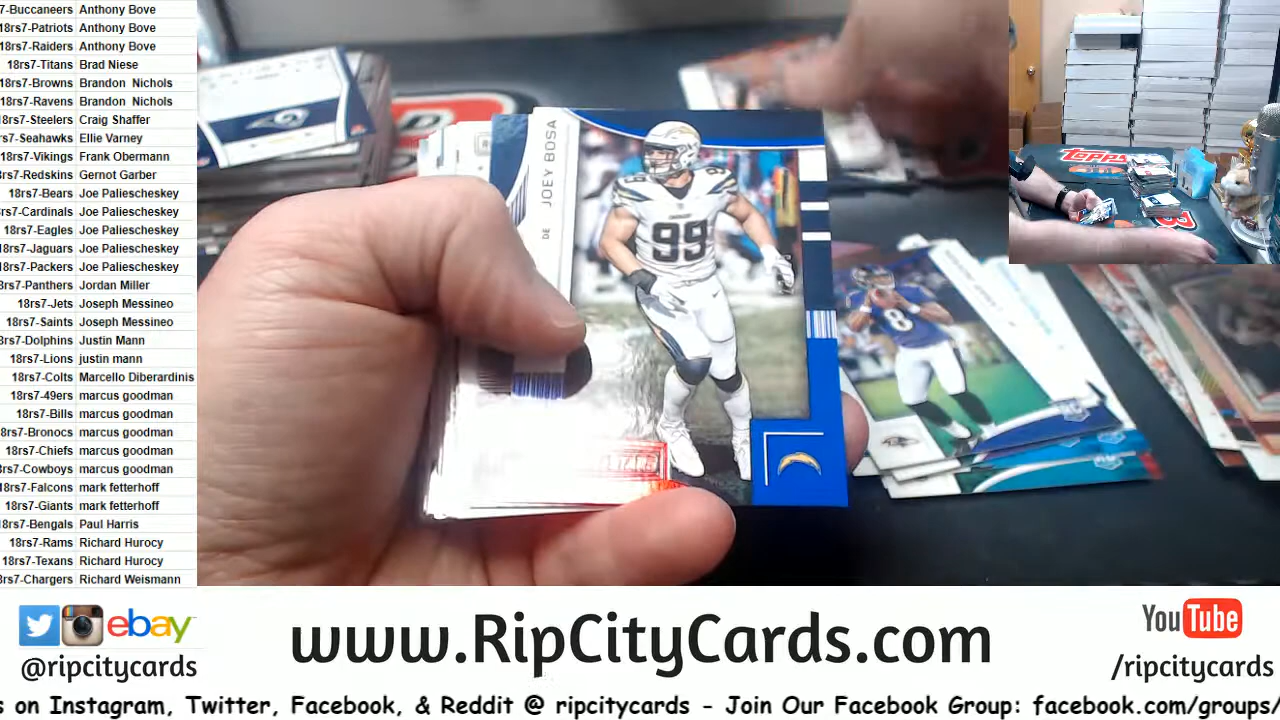 7-Buccaneers Anthony Bove
18rs7-Patriots Anthony Bove
18rs7-Raiders Anthony Bove
18rs7-Titans Brad Niese
18rs7-Browns Brandon Nichols
18rs7-Ravens Brandon Nichols
18rs7-Steelers Craig Shaffer
rs7-Seahawks Ellie Varney
18rs7-Vikings Frank Obermann
rs7-Redskins Gernot Garber
18rs7-Bears Joe Paliescheskey
rs7-Cardinals Joe Paliescheskey
18rs7-Eagles Joe Paliescheskey
18rs7-Jaguars Joe Paliescheskey
18rs7-Packers Joe Paliescheskey
8rs7-Panthers Jordan Miller
18rs7-Jets Joseph Messineo
18rs7-Saints Joseph Messineo
8rs7-Dolphins Justin Mann
18rs7-Lions justin mann
18rs7-Colts Marcello Diberardinis
18rs7-49ers marcus goodman
18rs7-Bills marcus goodman
18rs7-Broncos marcus goodman
18rs7-Chiefs marcus goodman
8rs7-Cowboys marcus goodman
18rs7-Falcons mark fetterhoff
18rs7-Giants mark fetterhoff
18rs7-Bengals Paul Harris
18rs7-Rams Richard Hurocy
18rs7-Texans Richard Hurocy
8rs7-Chargers Richard Weismann
DE JOEY BOSA
99
99
8
TOPPS
ebay
@ripcitycards
www.RipCityCards.com
YouTube
/ripcitycards
s on Instagram, Twitter, Facebook, & Reddit @ ripcitycards - Join Our Facebook Group: facebook.com/groups/